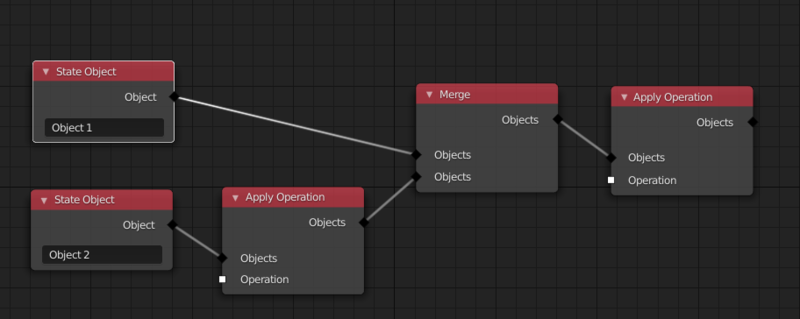 State Object
Object
Object 1
State Object
Object
Object 2
Apply Operation
Objects
Objects
Operation
Merge
Objects
Objects
Objects
Apply Operation
Objects
Objects
Operation